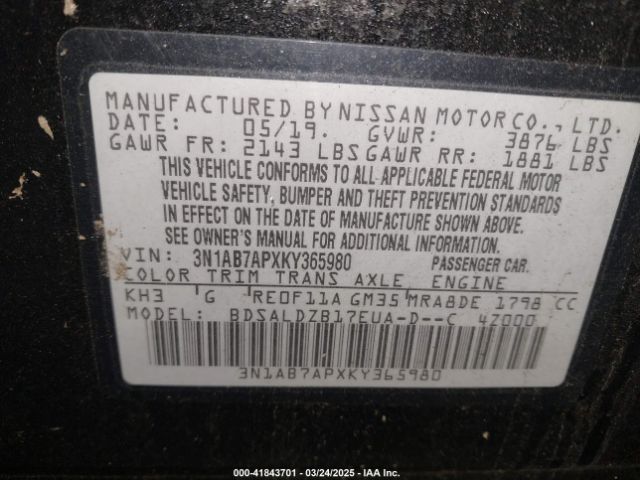 MANUFACTURED BY NISSAN MOTOR CO., LTD.
DATE: 05/19. GVWR: 3876 LBS
GAWR FR: 2143 LBS GAWR RR: 1881 LBS
THIS VEHICLE CONFORMS TO ALL APPLICABLE FEDERAL MOTOR
VEHICLE SAFETY, BUMPER AND THEFT PREVENTION STANDARDS
IN EFFECT ON THE DATE OF MANUFACTURE SHOWN ABOVE.
SEE OWNER'S MANUAL FOR ADDITIONAL INFORMATION.
VIN: 3N1AB7APXKY365980 PASSENGER CAR.
COLOR TRIM TRANS AXLE ENGINE
KH3 G RE0F11A GM35 MRA8DE 1798 CC
MODEL: BDSALDZB17EUA-D--C 4Z000
3N1AB7APXKY365980
000-41843701 - 03/24/2025 - IAA Inc.